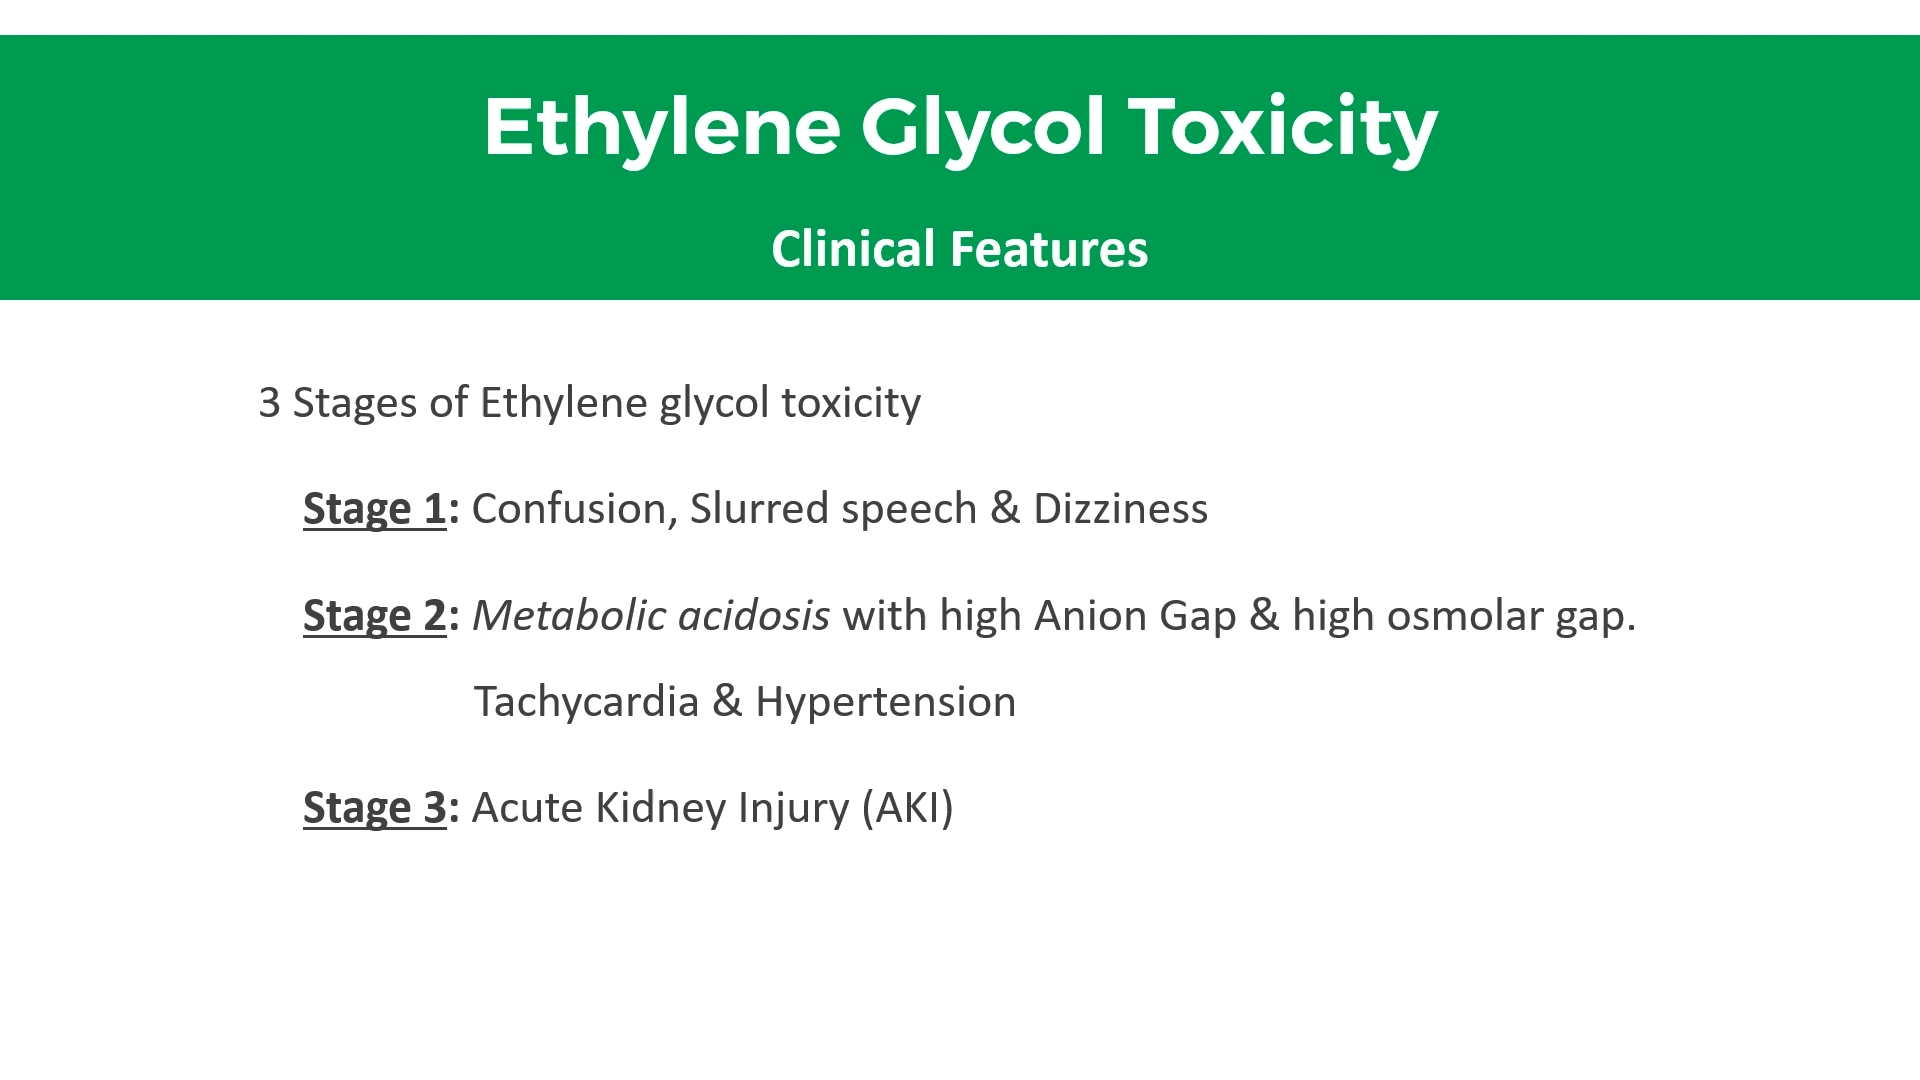 Ethylene Glycol Toxicity
Clinical Features
3 Stages of Ethylene glycol toxicity
Stage 1: Confusion, Slurred speech & Dizziness
Stage 2: Metabolic acidosis with high Anion Gap & high osmolar gap.
Tachycardia & Hypertension
Stage 3: Acute Kidney Injury (AKI)